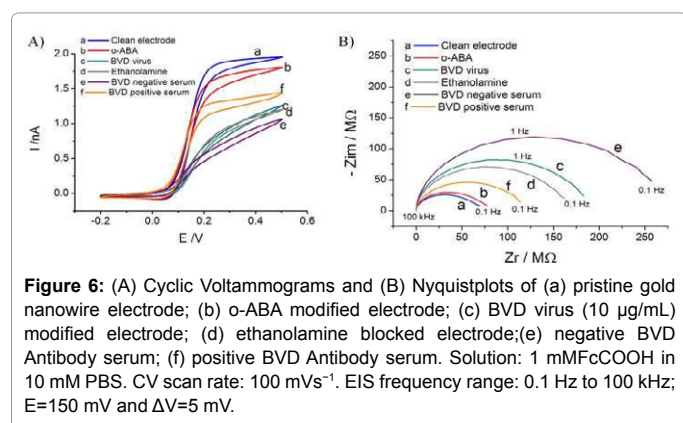 A)
a Clean electrode
b o-ABA
c BVD virus
d Ethanolamine
e BVD negative serum
f BVD positive serum
a
b
f
c
d
e
2.0
1.5
1.0
0.5
0.0
-0.2 0.0 0.2 0.4 0.6
I /nA
E /V
B)
a Clean electrode
b o-ABA
c BVD virus
d Ethanolamine
e BVD negative serum
f BVD positive serum
-250
-200
-150
-100
-50
0
- Zim / MΩ
1 Hz
1 Hz
e
c
d
f
b
a
100 kHz
0.1 Hz
0.1 Hz
0.1 Hz
0.1 Hz
0.1 Hz
0 50 100 150 200 250
Zr / MΩ
Figure 6: (A) Cyclic Voltammograms and (B) Nyquistplots of (a) pristine gold
nanowire electrode; (b) o-ABA modified electrode; (c) BVD virus (10 µg/mL)
modified electrode; (d) ethanolamine blocked electrode;(e) negative BVD
Antibody serum; (f) positive BVD Antibody serum. Solution: 1 mMFcCOOH in
10 mM PBS. CV scan rate: 100 mVs⁻¹. EIS frequency range: 0.1 Hz to 100 kHz;
E=150 mV and ΔV=5 mV.